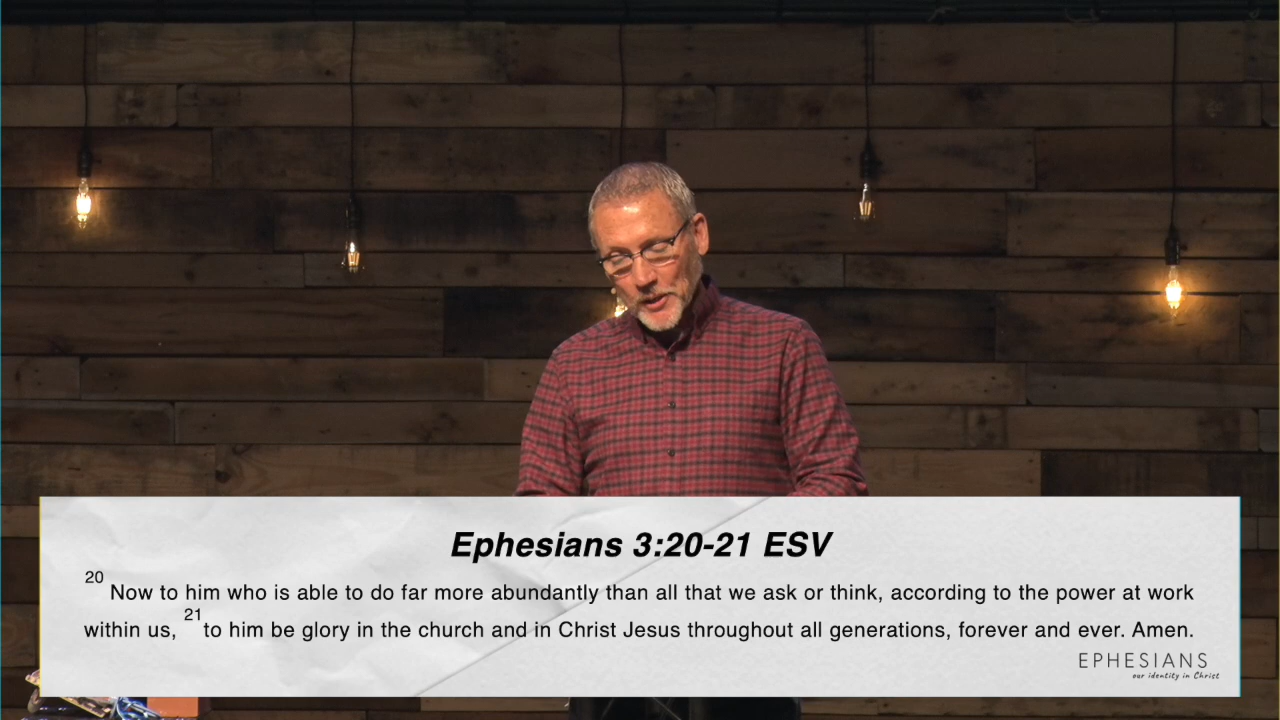 Ephesians 3:20-21 ESV
20 Now to him who is able to do far more abundantly than all that we ask or think, according to the power at work
within us, 21 to him be glory in the church and in Christ Jesus throughout all generations, forever and ever. Amen.
EPHESIANS
our identity in Christ